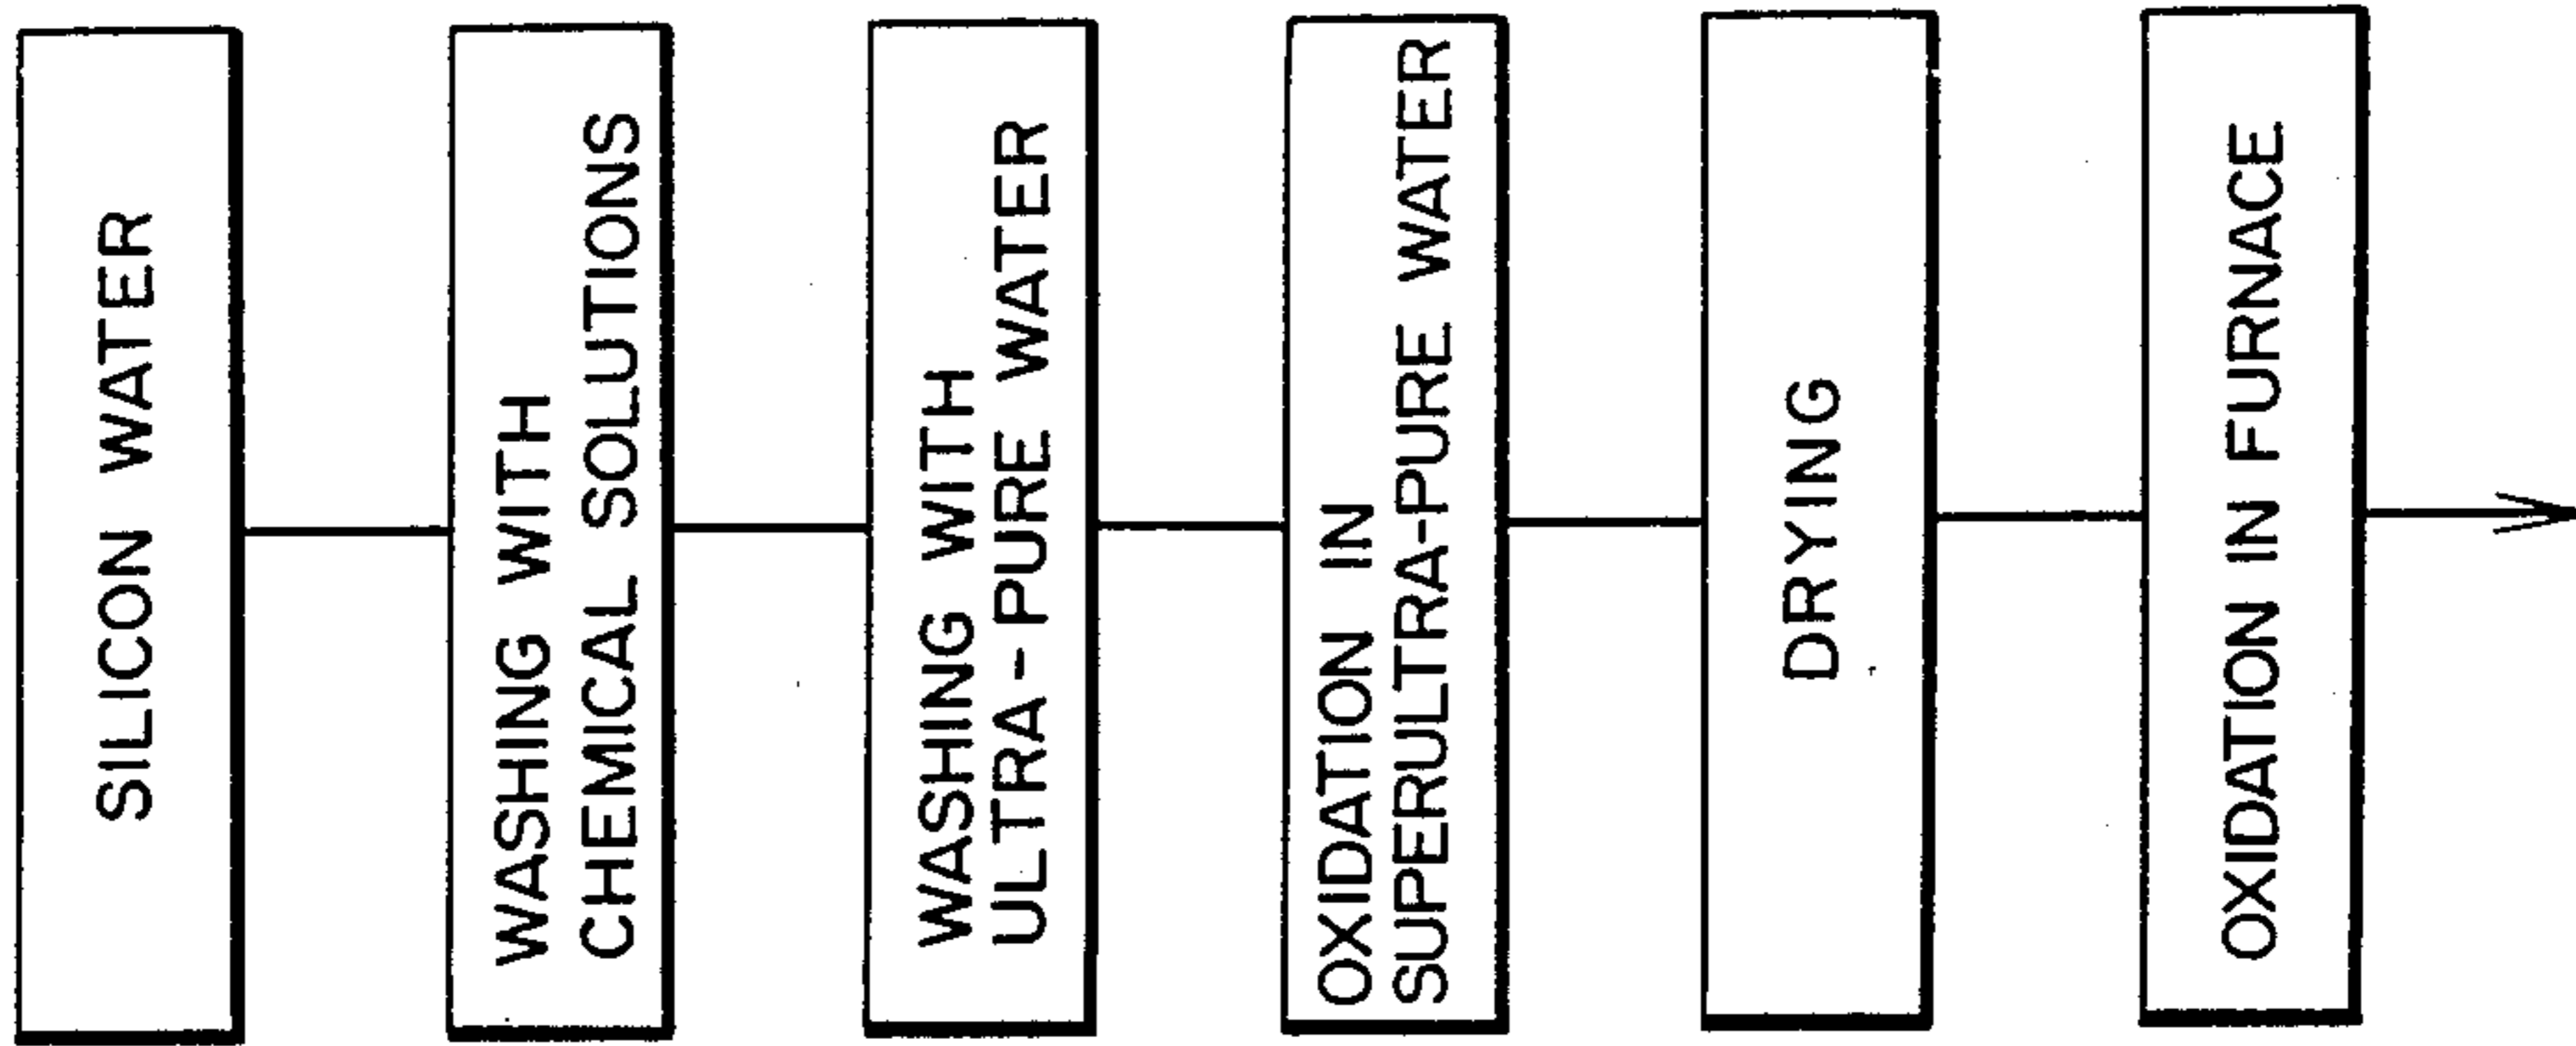 SILICON WATER
WASHING WITH
CHEMICAL SOLUTIONS
WASHING WITH
ULTRA-PURE WATER
OXIDATION IN
SUPERULTRA-PURE WATER
DRYING
OXIDATION IN FURNACE